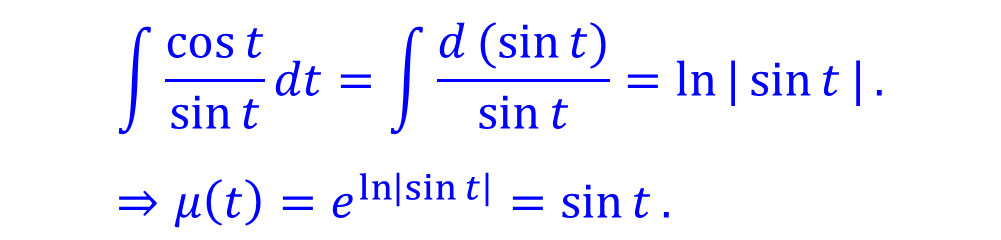 ∫ cos t / sin t dt = ∫ d (sin t) / sin t = ln | sin t | .
⇒ μ(t) = e^{ln|sin t|} = sin t .